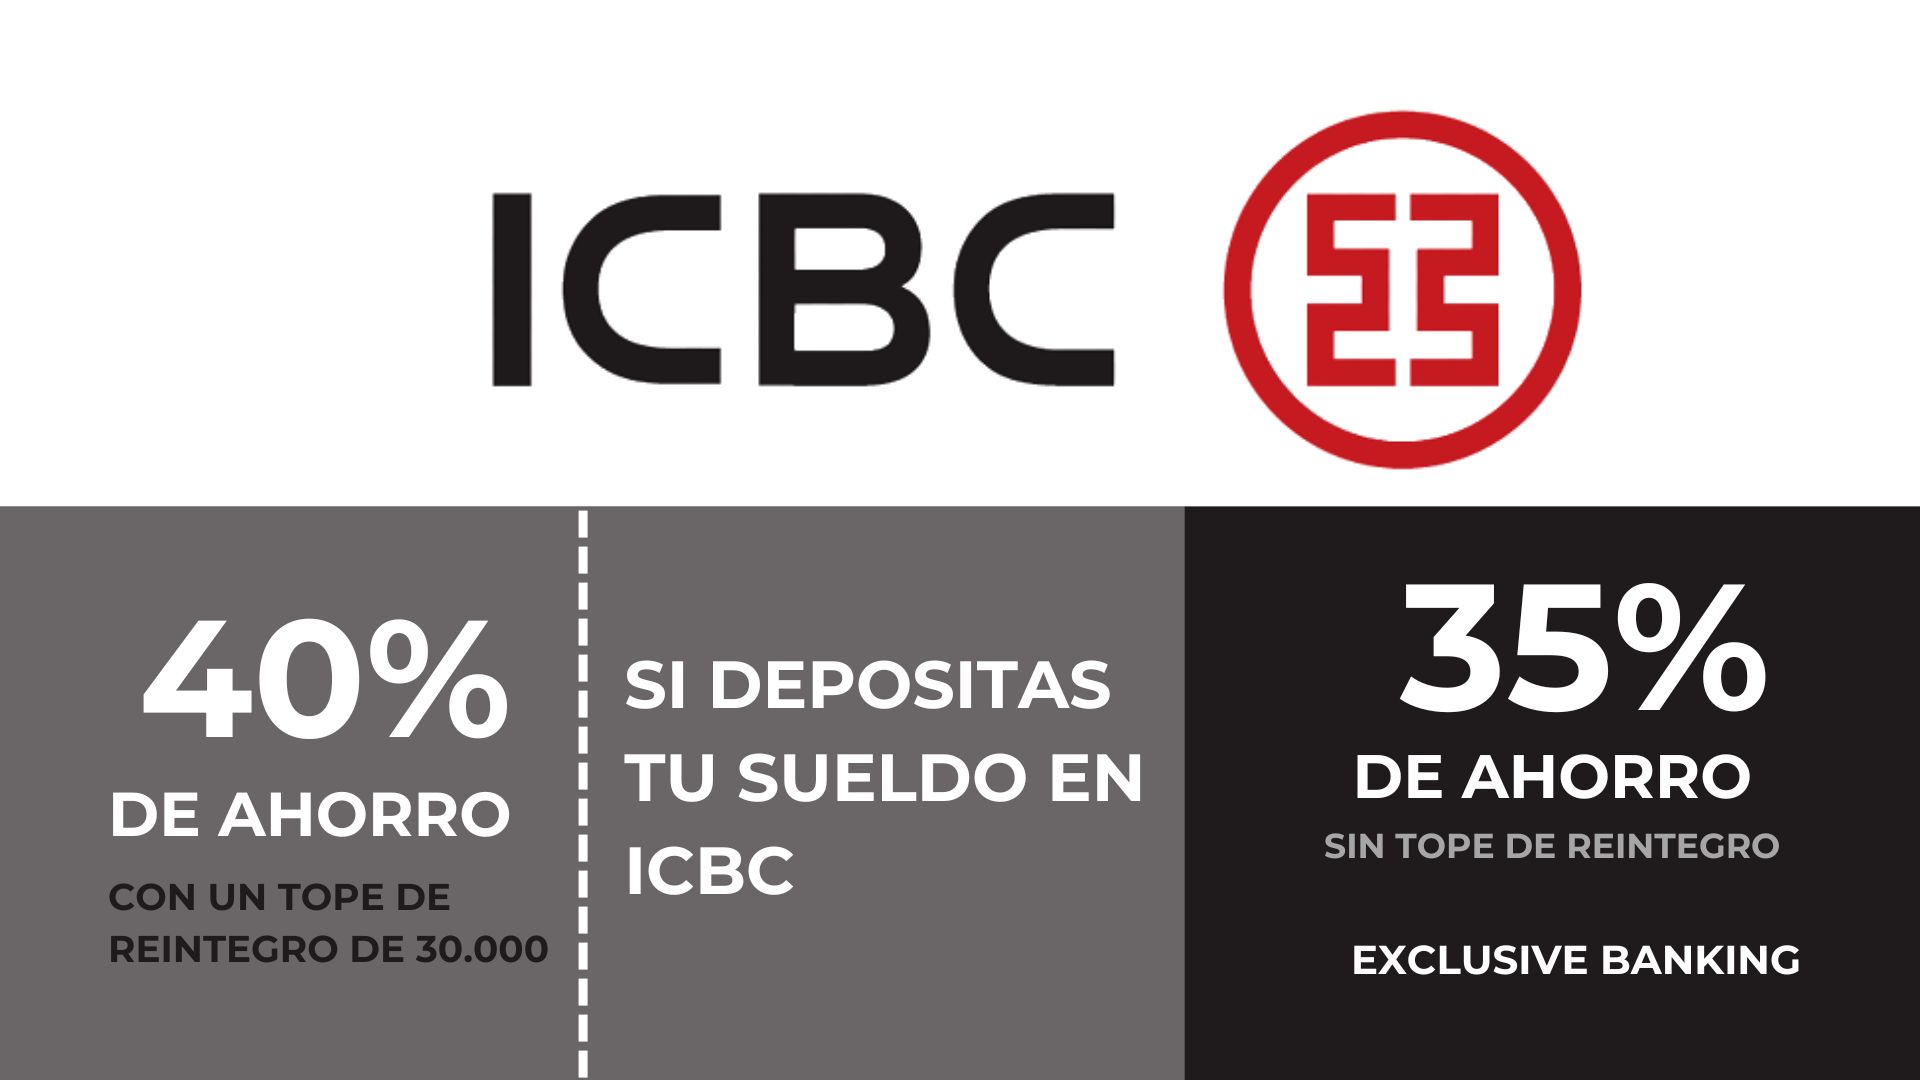 ICBC
40%
DE AHORRO
CON UN TOPE DE
REINTEGRO DE 30.000
SI DEPOSITAS
TU SUELDO EN
ICBC
35%
DE AHORRO
SIN TOPE DE REINTEGRO
EXCLUSIVE BANKING